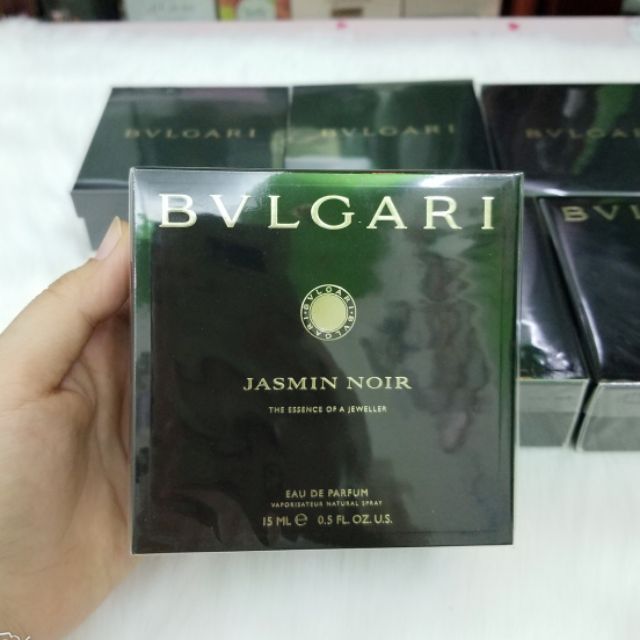 BVLGARI
BVLGARI
BVLGARI
BVLGARI
BVLGARI
BVLGARI·BVLGARI
JASMIN NOIR
THE ESSENCE OF A JEWELLER
EAU DE PARFUM
VAPORISATEUR NATURAL SPRAY
15 ML e 0.5 FL. OZ. U.S.